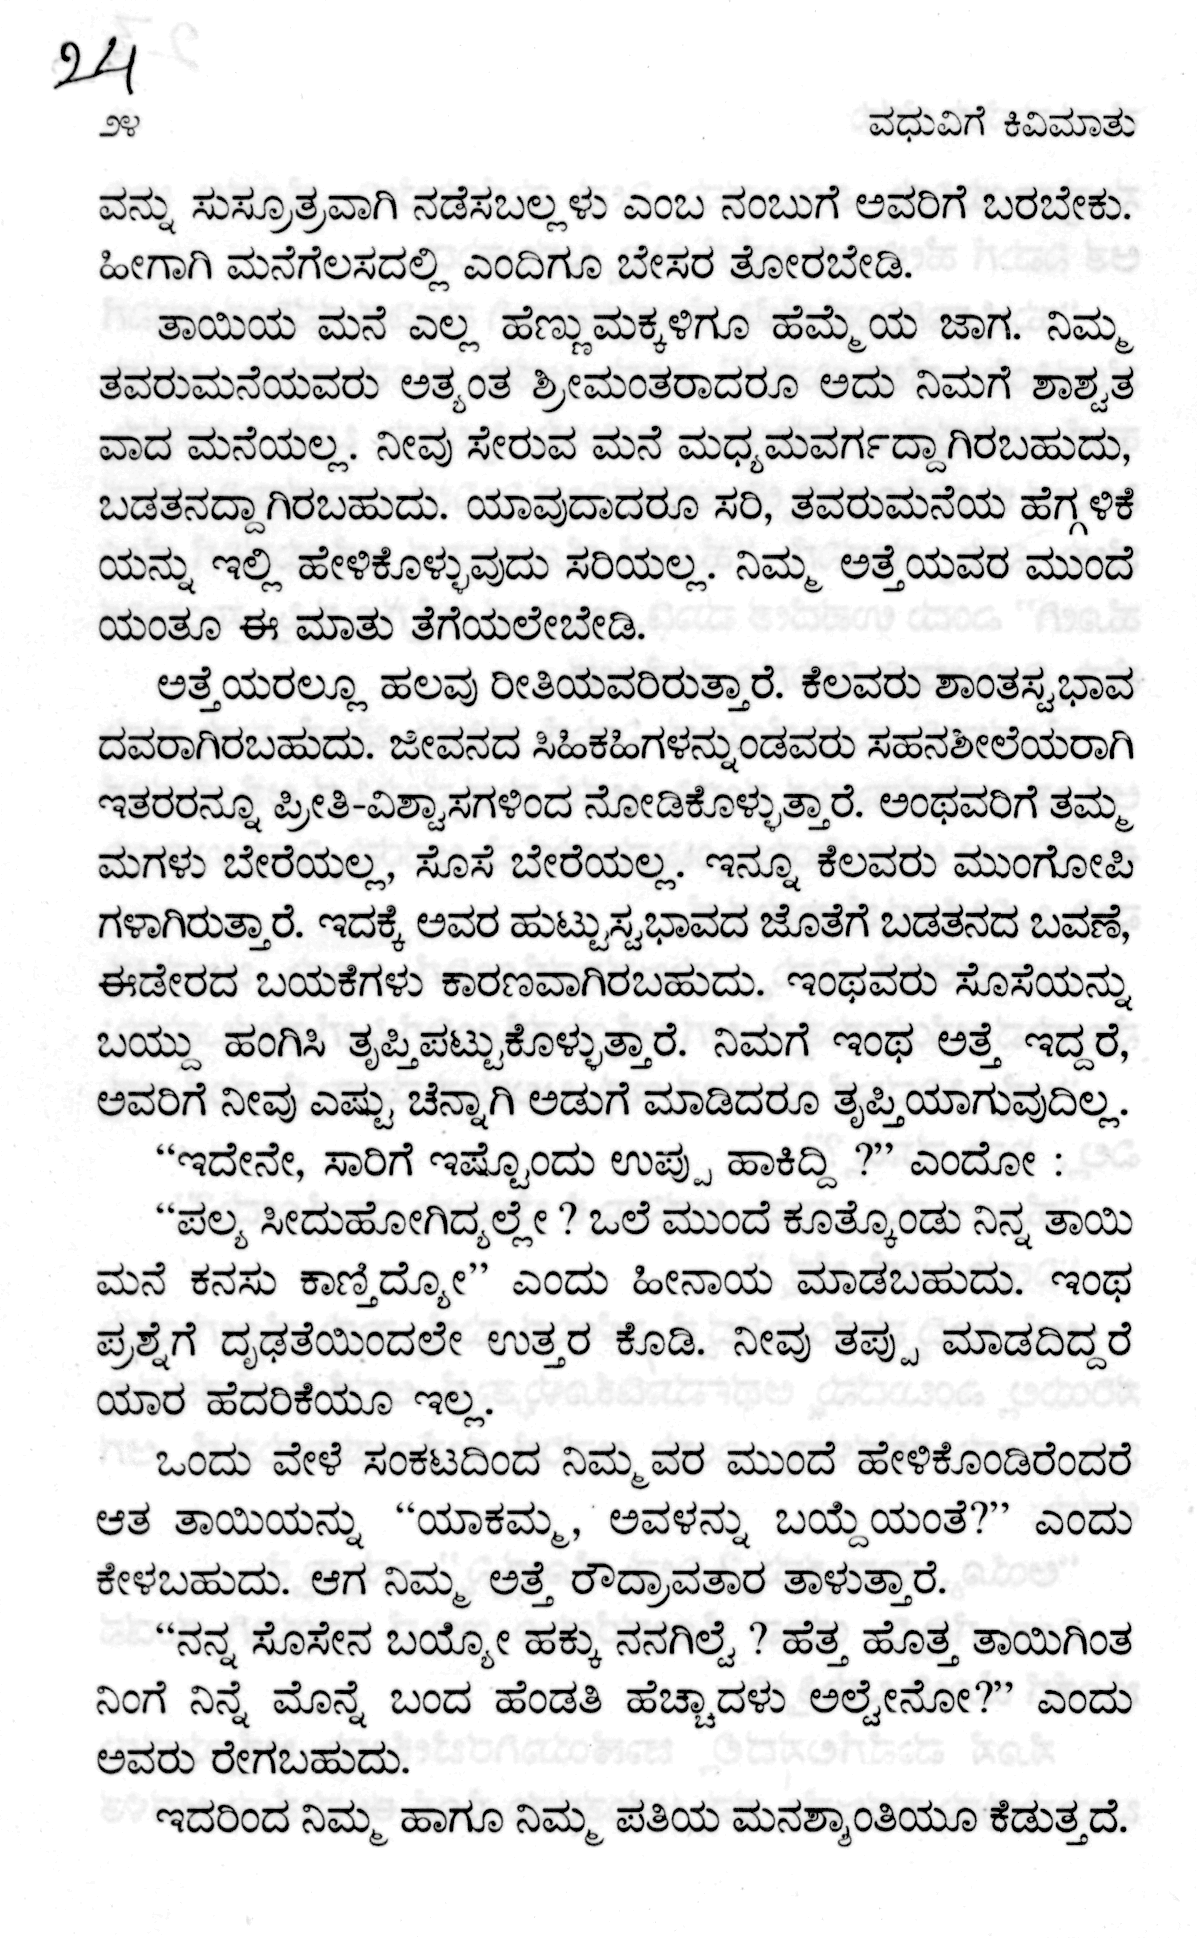 ೨4
೨೪ ವಧುವಿಗೆ ಕಿವಿಮಾತು
ವನ್ನು ಸುಸ್ರೂತ್ರವಾಗಿ ನಡೆಸಬಲ್ಲಳು ಎಂಬ ನಂಬುಗೆ ಅವರಿಗೆ ಬರಬೇಕು.
ಹೀಗಾಗಿ ಮನೆಗೆಲಸದಲ್ಲಿ ಎಂದಿಗೂ ಬೇಸರ ತೋರಬೇಡಿ.
ತಾಯಿಯ ಮನೆ ಎಲ್ಲ ಹೆಣ್ಣುಮಕ್ಕಳಿಗೂ ಹೆಮ್ಮೆಯ ಜಾಗ. ನಿಮ್ಮ
ತವರುಮನೆಯವರು ಅತ್ಯಂತ ಶ್ರೀಮಂತರಾದರೂ ಅದು ನಿಮಗೆ ಶಾಶ್ವತ
ವಾದ ಮನೆಯಲ್ಲ. ನೀವು ಸೇರುವ ಮನೆ ಮಧ್ಯಮವರ್ಗದ್ದಾಗಿರಬಹುದು,
ಬಡತನದ್ದಾಗಿರಬಹುದು. ಯಾವುದಾದರೂ ಸರಿ, ತವರುಮನೆಯ ಹೆಗ್ಗಳಿಕೆ
ಯನ್ನು ಇಲ್ಲಿ ಹೇಳಿಕೊಳ್ಳುವುದು ಸರಿಯಲ್ಲ. ನಿಮ್ಮ ಅತ್ತೆಯವರ ಮುಂದೆ
ಯಂತೂ ಈ ಮಾತು ತೆಗೆಯಲೇಬೇಡಿ.
ಅತ್ತೆಯರಲ್ಲೂ ಹಲವು ರೀತಿಯವರಿರುತ್ತಾರೆ. ಕೆಲವರು ಶಾಂತಸ್ವಭಾವ
ದವರಾಗಿರಬಹುದು. ಜೀವನದ ಸಿಹಿಕಹಿಗಳನ್ನುಂಡವರು ಸಹನಶೀಲೆಯರಾಗಿ
ಇತರರನ್ನೂ ಪ್ರೀತಿ-ವಿಶ್ವಾಸಗಳಿಂದ ನೋಡಿಕೊಳ್ಳುತ್ತಾರೆ. ಅಂಥವರಿಗೆ ತಮ್ಮ
ಮಗಳು ಬೇರೆಯಲ್ಲ, ಸೊಸೆ ಬೇರೆಯಲ್ಲ. ಇನ್ನೂ ಕೆಲವರು ಮುಂಗೋಪಿ
ಗಳಾಗಿರುತ್ತಾರೆ. ಇದಕ್ಕೆ ಅವರ ಹುಟ್ಟುಸ್ವಭಾವದ ಜೊತೆಗೆ ಬಡತನದ ಬವಣೆ,
ಈಡೇರದ ಬಯಕೆಗಳು ಕಾರಣವಾಗಿರಬಹುದು. ಇಂಥವರು ಸೊಸೆಯನ್ನು
ಬಯ್ದು ಹಂಗಿಸಿ ತೃಪ್ತಿಪಟ್ಟುಕೊಳ್ಳುತ್ತಾರೆ. ನಿಮಗೆ ಇಂಥ ಅತ್ತೆ ಇದ್ದರೆ,
ಅವರಿಗೆ ನೀವು ಎಷ್ಟು ಚೆನ್ನಾಗಿ ಅಡುಗೆ ಮಾಡಿದರೂ ತೃಪ್ತಿಯಾಗುವುದಿಲ್ಲ.
“ಇದೇನೇ, ಸಾರಿಗೆ ಇಷ್ಟೊಂದು ಉಪ್ಪು ಹಾಕಿದ್ದಿ ?” ಎಂದೋ :
“ಪಲ್ಯ ಸೀದುಹೋಗಿದ್ಯಲ್ಲೇ ? ಒಲೆ ಮುಂದೆ ಕೂತ್ಕೊಂಡು ನಿನ್ನ ತಾಯಿ
ಮನೆ ಕನಸು ಕಾಣ್ತಿದ್ಯೋ” ಎಂದು ಹೀನಾಯ ಮಾಡಬಹುದು. ಇಂಥ
ಪ್ರಶ್ನೆಗೆ ದೃಢತೆಯಿಂದಲೇ ಉತ್ತರ ಕೊಡಿ. ನೀವು ತಪ್ಪು ಮಾಡದಿದ್ದರೆ
ಯಾರ ಹೆದರಿಕೆಯೂ ಇಲ್ಲ.
ಒಂದು ವೇಳೆ ಸಂಕಟದಿಂದ ನಿಮ್ಮವರ ಮುಂದೆ ಹೇಳಿಕೊಂಡಿರೆಂದರೆ
ಆತ ತಾಯಿಯನ್ನು “ಯಾಕಮ್ಮ, ಅವಳನ್ನು ಬಯ್ದೆಯಂತೆ?” ಎಂದು
ಕೇಳಬಹುದು. ಆಗ ನಿಮ್ಮ ಅತ್ತೆ ರೌದ್ರಾವತಾರ ತಾಳುತ್ತಾರೆ.
“ನನ್ನ ಸೊಸೇನ ಬಯ್ಯೋ ಹಕ್ಕು ನನಗಿಲ್ವೆ ? ಹೆತ್ತ ಹೊತ್ತ ತಾಯಿಗಿಂತ
ನಿಂಗೆ ನಿನ್ನೆ ಮೊನ್ನೆ ಬಂದ ಹೆಂಡತಿ ಹೆಚ್ಚಾದಳು ಅಲ್ವೇನೋ?” ಎಂದು
ಅವರು ರೇಗಬಹುದು.
ಇದರಿಂದ ನಿಮ್ಮ ಹಾಗೂ ನಿಮ್ಮ ಪತಿಯ ಮನಶ್ಶಾಂತಿಯೂ ಕೆಡುತ್ತದೆ.